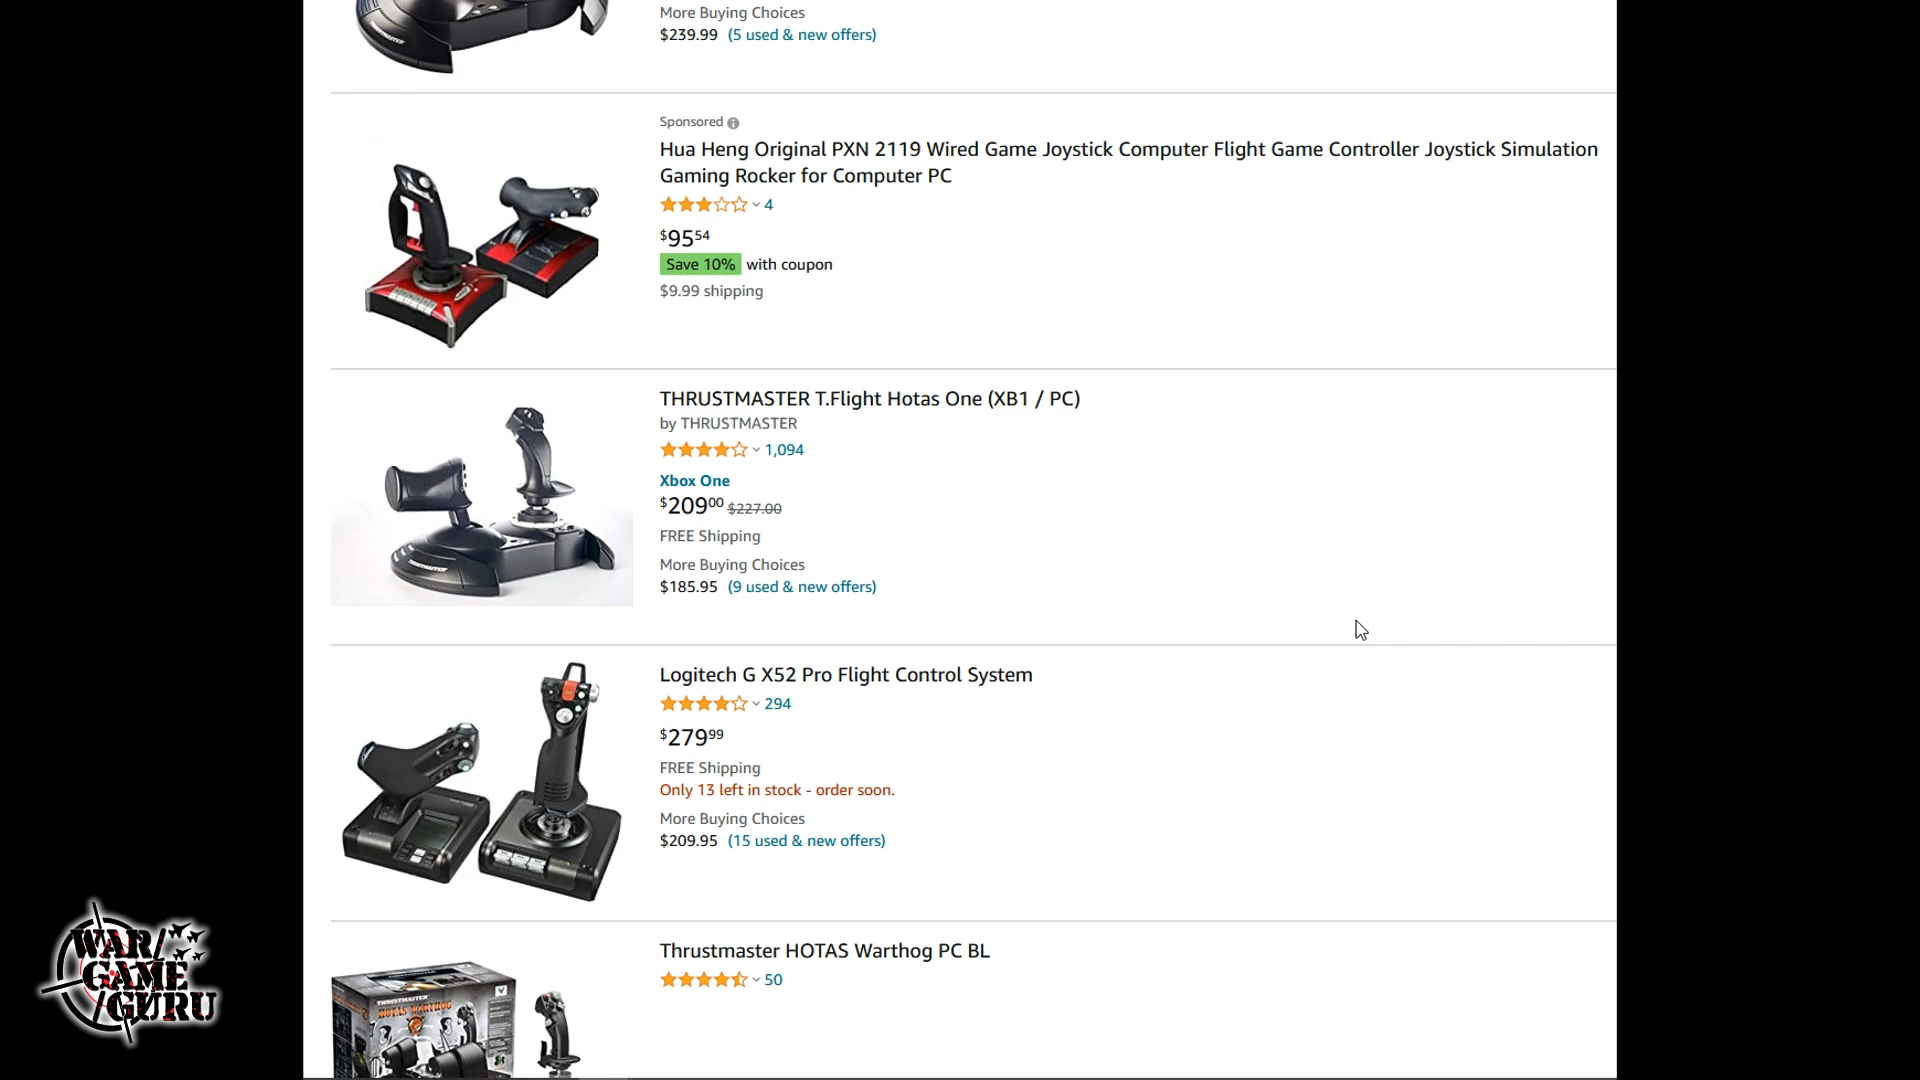 More Buying Choices
$239.99 (5 used & new offers)
THRUSTMASTER
Sponsored
Hua Heng Original PXN 2119 Wired Game Joystick Computer Flight Game Controller Joystick Simulation
Gaming Rocker for Computer PC
4
$95 54
Save 10% with coupon
$9.99 shipping
THRUSTMASTER T.Flight Hotas One (XB1 / PC)
by THRUSTMASTER
1,094
Xbox One
$209 00 $227.00
FREE Shipping
More Buying Choices
$185.95 (9 used & new offers)
THRUSTMASTER
Logitech G X52 Pro Flight Control System
294
$279 99
FREE Shipping
Only 13 left in stock - order soon.
More Buying Choices
$209.95 (15 used & new offers)
Thrustmaster HOTAS Warthog PC BL
50
THRUSTMASTER
HOTAS WARTHOG
WAR/
GAME
/GURU